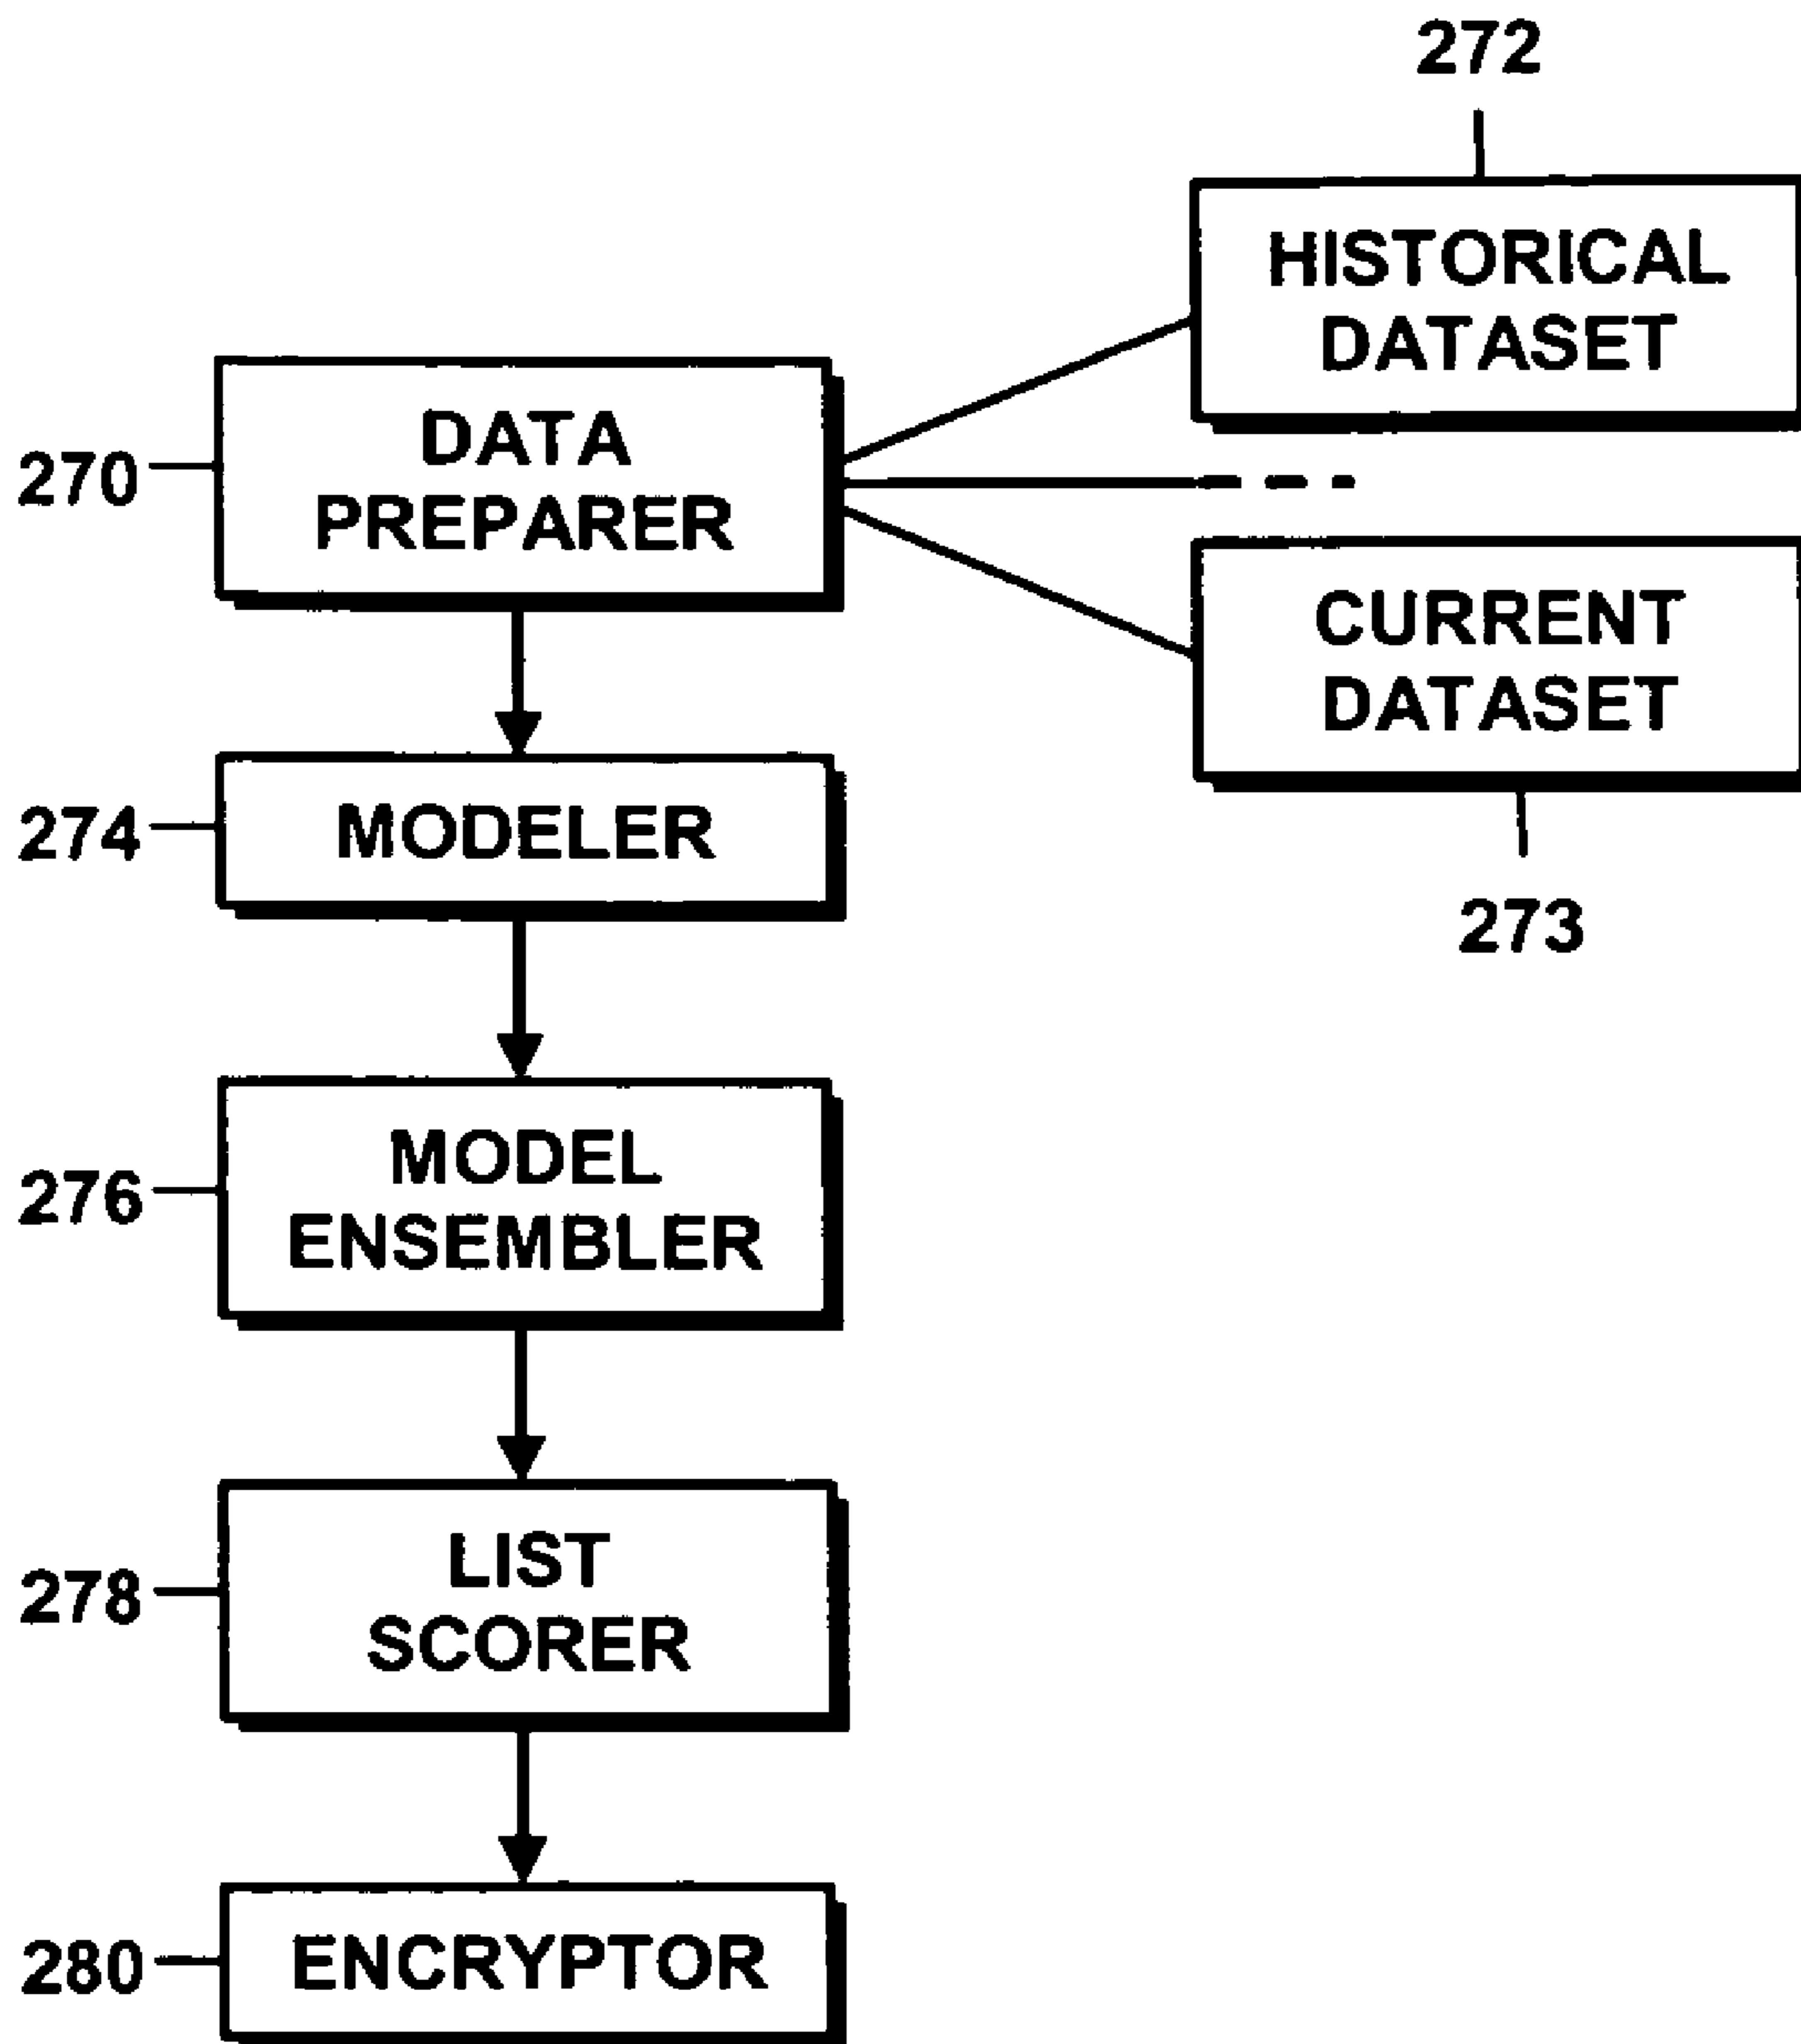 272
HISTORICAL
DATASET
270
DATA
PREPARER
CURRENT
DATASET
273
274
MODELER
276
MODEL
ENSEMBLER
278
LIST
SCORER
280
ENCRYPTOR